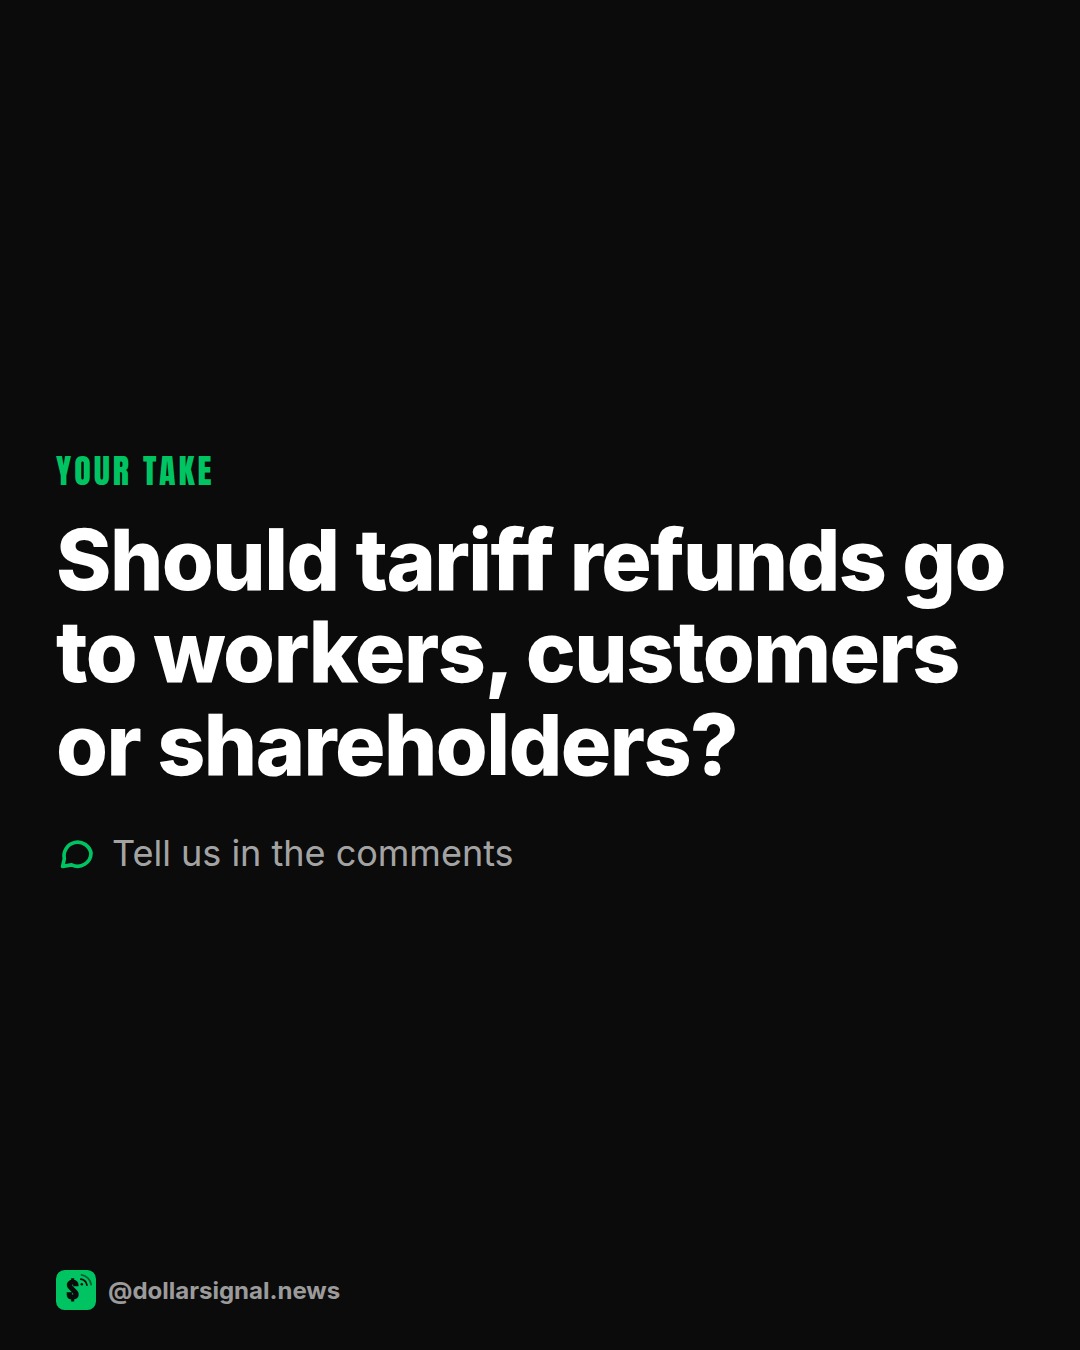 YOUR TAKE
Should tariff refunds go
to workers, customers
or shareholders?
Tell us in the comments
$ @dollarsignal.news